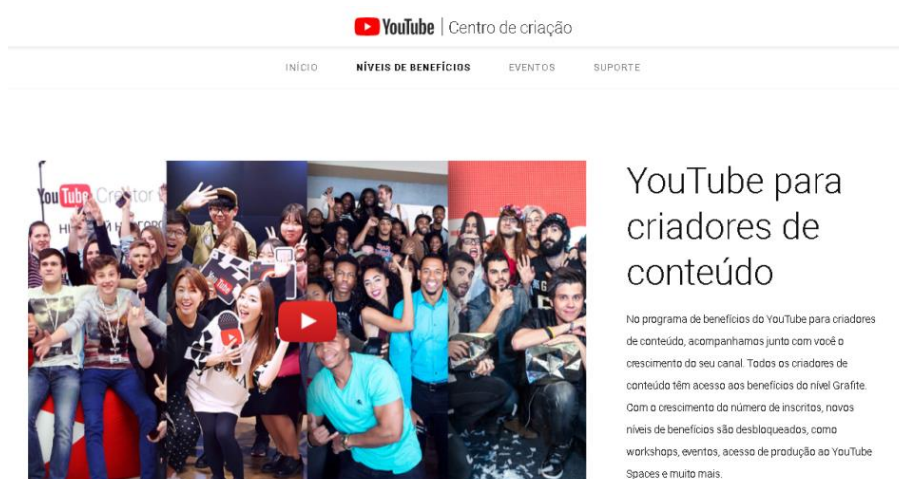 YouTube | Centro de criação
INÍCIO
NÍVEIS DE BENEFÍCIOS
EVENTOS
SUPORTE
YouTube Creator
YouTube para
criadores de
conteúdo
No programa de benefícios do YouTube para criadores
de conteúdo, acompanhamos junto com você o
crescimento do seu canal. Todos os criadores de
conteúdo têm acesso aos benefícios do nível Grafite.
Com o crescimento do número de inscritos, novos
níveis de benefícios são desbloqueados, como
workshops, eventos, acesso de produção ao YouTube
Spaces e muito mais.